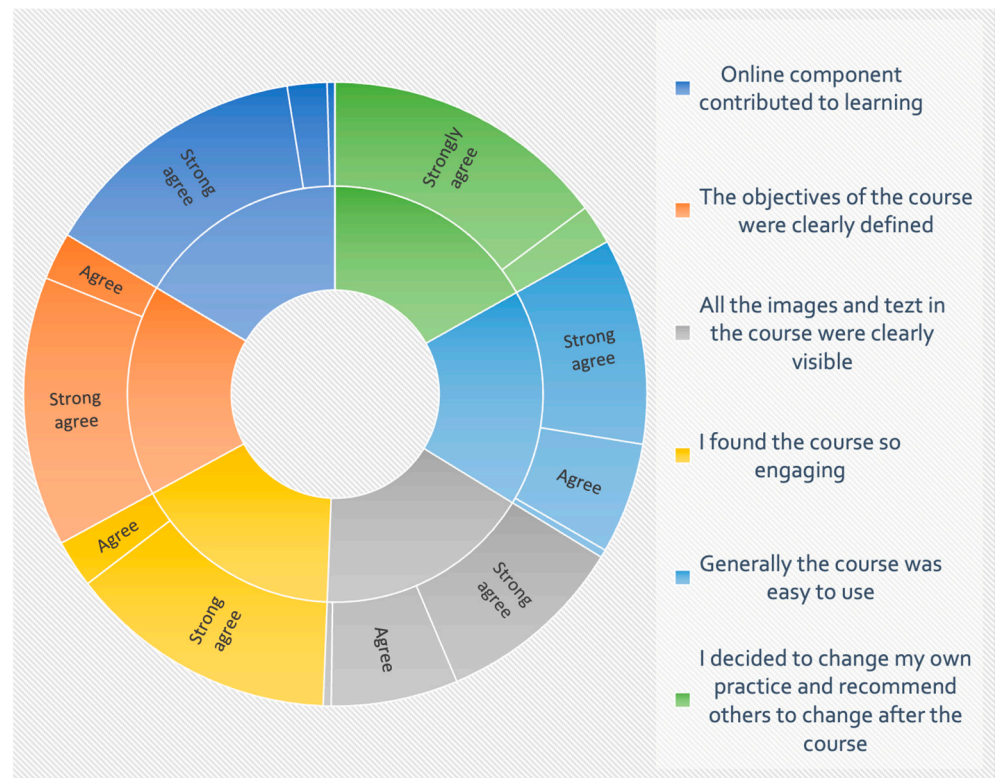 Strong
agree
Strongly
agree
Strong
agree
Agree
Strong
agree
Agree
Strong
agree
Agree
Strong
agree
Agree
Online component
contributed to learning
The objectives of the course
were clearly defined
All the images and tezt in
the course were clearly
visible
I found the course so
engaging
Generally the course was
easy to use
I decided to change my own
practice and recommend
others to change after the
course